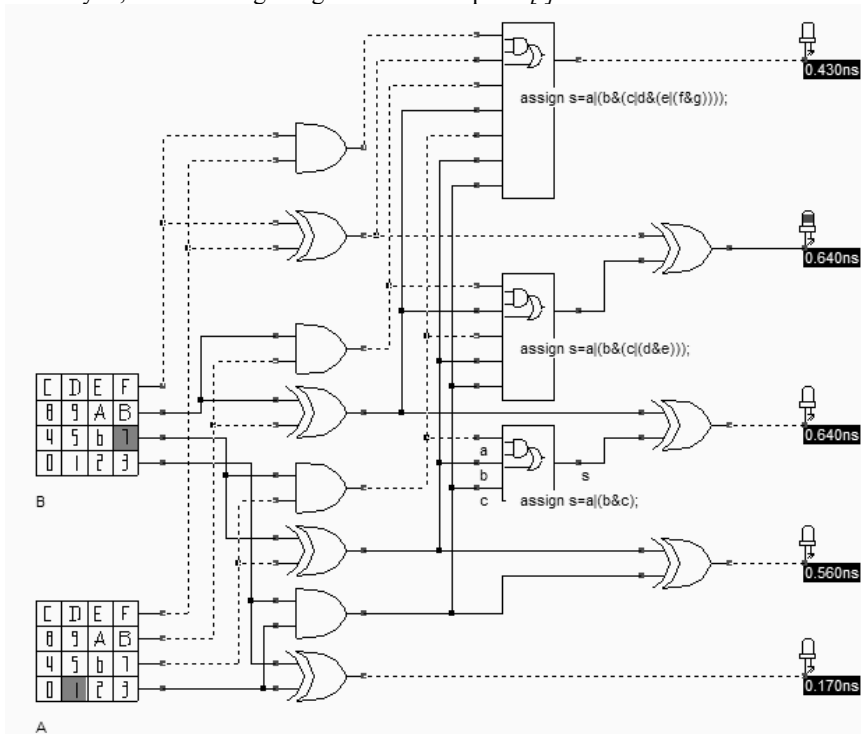 0.430ns
assign s=a|(b&(c|d&(e|(f&g))));
0.640ns
assign s=a|(b&(c|(d&e)));
C D E F
8 9 A B
4 5 6 7
0 1 2 3
B
0.640ns
a
b s
c assign s=a|(b&c);
0.560ns
C D E F
8 9 A B
4 5 6 7
0 1 2 3
0.170ns
A